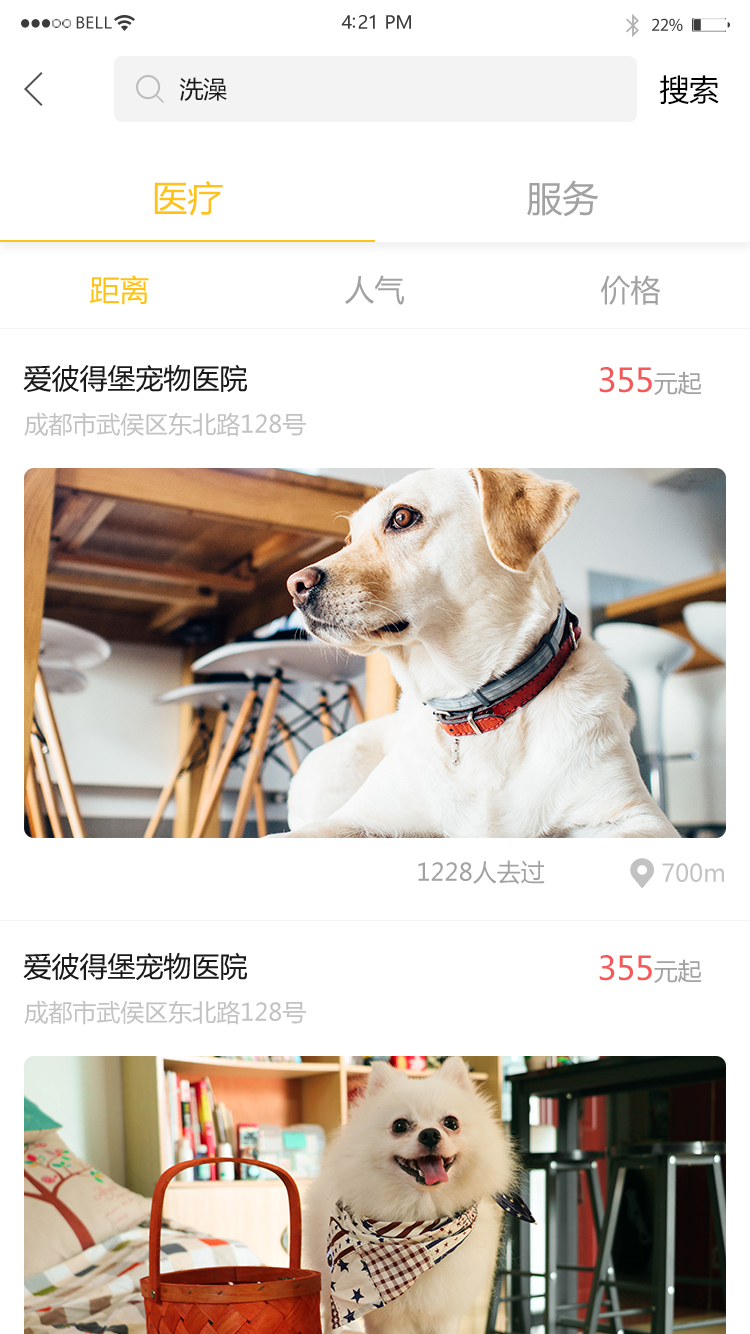 BELL 4:21 PM 22%
洗澡 搜索
医疗 服务
距离 人气 价格
爱彼得堡宠物医院 355元起
成都市武侯区东北路128号
1228人去过 700m
爱彼得堡宠物医院 355元起
成都市武侯区东北路128号